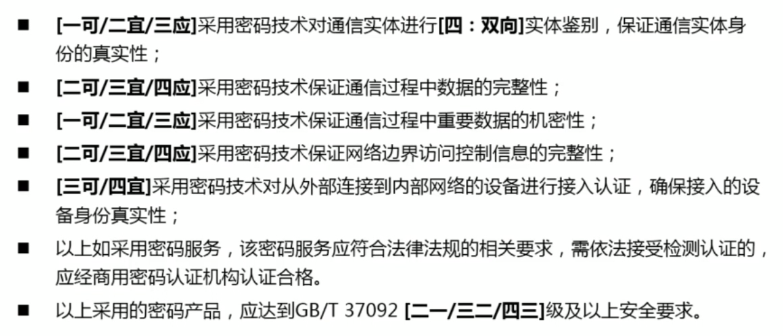 ■ [一可/二宜/三应]采用密码技术对通信实体进行[四：双向]实体鉴别，保证通信实体身
份的真实性；
■ [二可/三宜/四应]采用密码技术保证通信过程中数据的完整性；
■ [一可/二宜/三应]采用密码技术保证通信过程中重要数据的机密性；
■ [二可/三宜/四应]采用密码技术保证网络边界访问控制信息的完整性；
■ [三可/四宜]采用密码技术对从外部连接到内部网络的设备进行接入认证，确保接入的设
备身份真实性；
■ 以上如采用密码服务，该密码服务应符合法律法规的相关要求，需依法接受检测认证的，
应经商用密码认证机构认证合格。
■ 以上采用的密码产品，应达到GB/T 37092 [二一/三二/四三]级及以上安全要求。